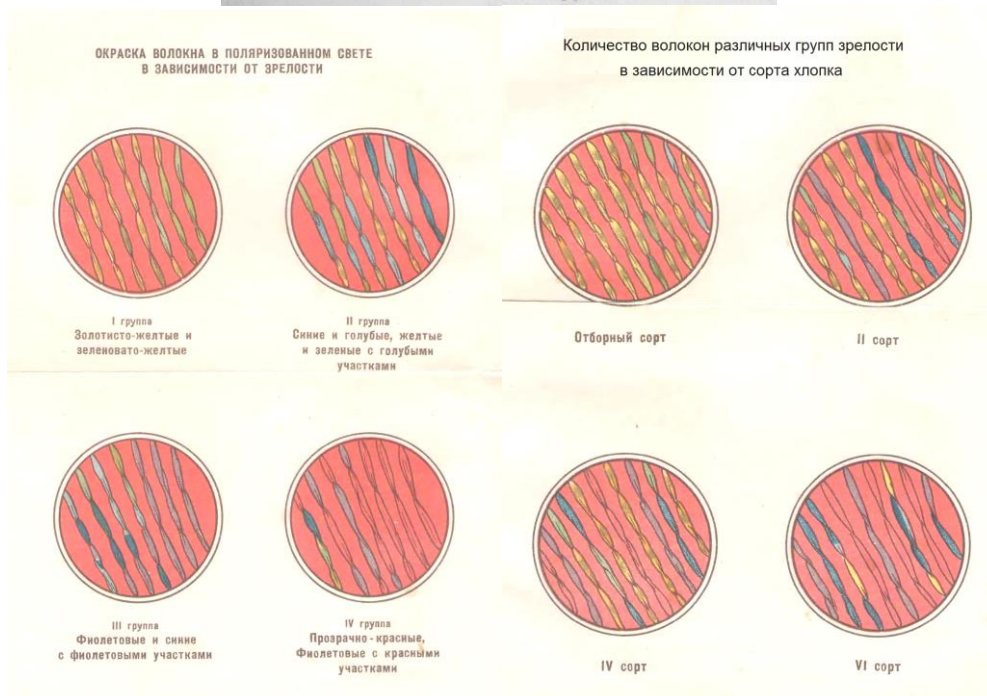 ОКРАСКА ВОЛОКНА В ПОЛЯРИЗОВАННОМ СВЕТЕ
В ЗАВИСИМОСТИ ОТ ЗРЕЛОСТИ
I группа
Золотисто-желтые и
зеленовато-желтые
II группа
Синие и голубые, желтые
и зеленые с голубыми
участками
III группа
Фиолетовые и синие
с фиолетовыми участками
IV группа
Прозрачно-красные,
Фиолетовые с красными
участками
Количество волокон различных групп зрелости
в зависимости от сорта хлопка
Отборный сорт
II сорт
IV сорт
VI сорт